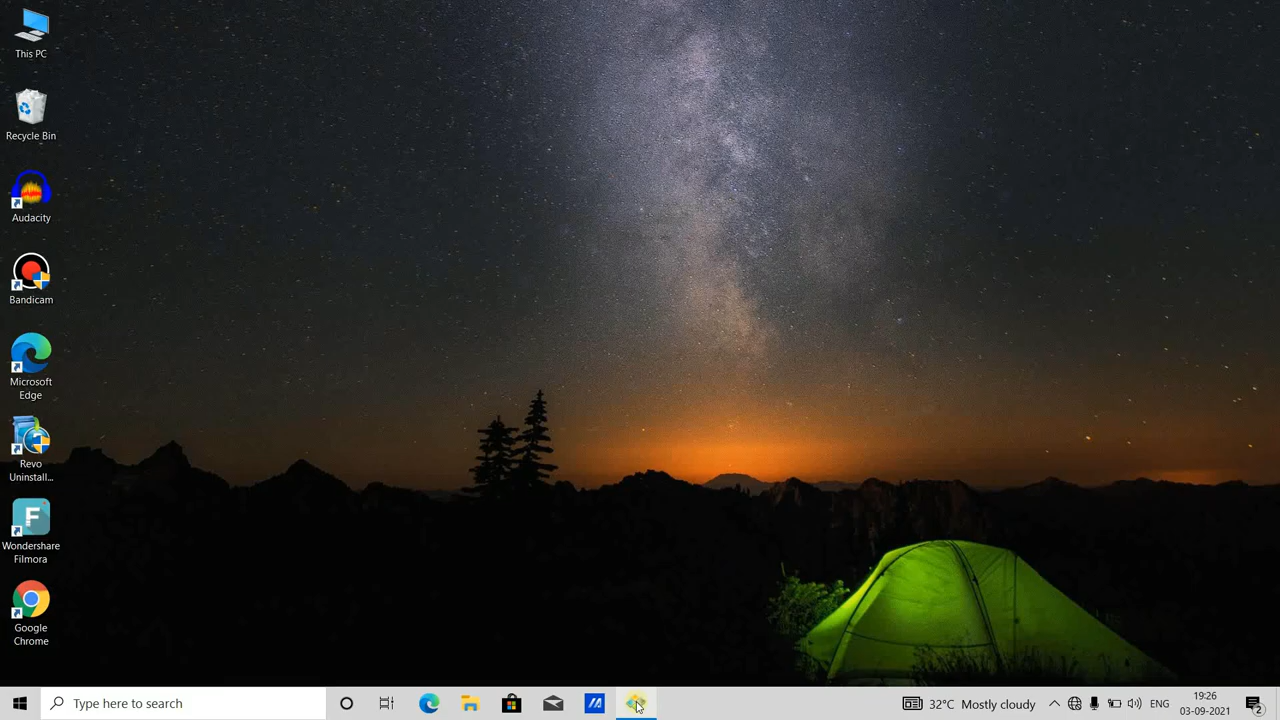 This PC
Recycle Bin
Audacity
Bandicam
Microsoft
Edge
Revo
Uninstall...
Wondershare
Filmora
Google
Chrome
Type here to search
32°C Mostly cloudy
ENG
19:26
03-09-2021
2